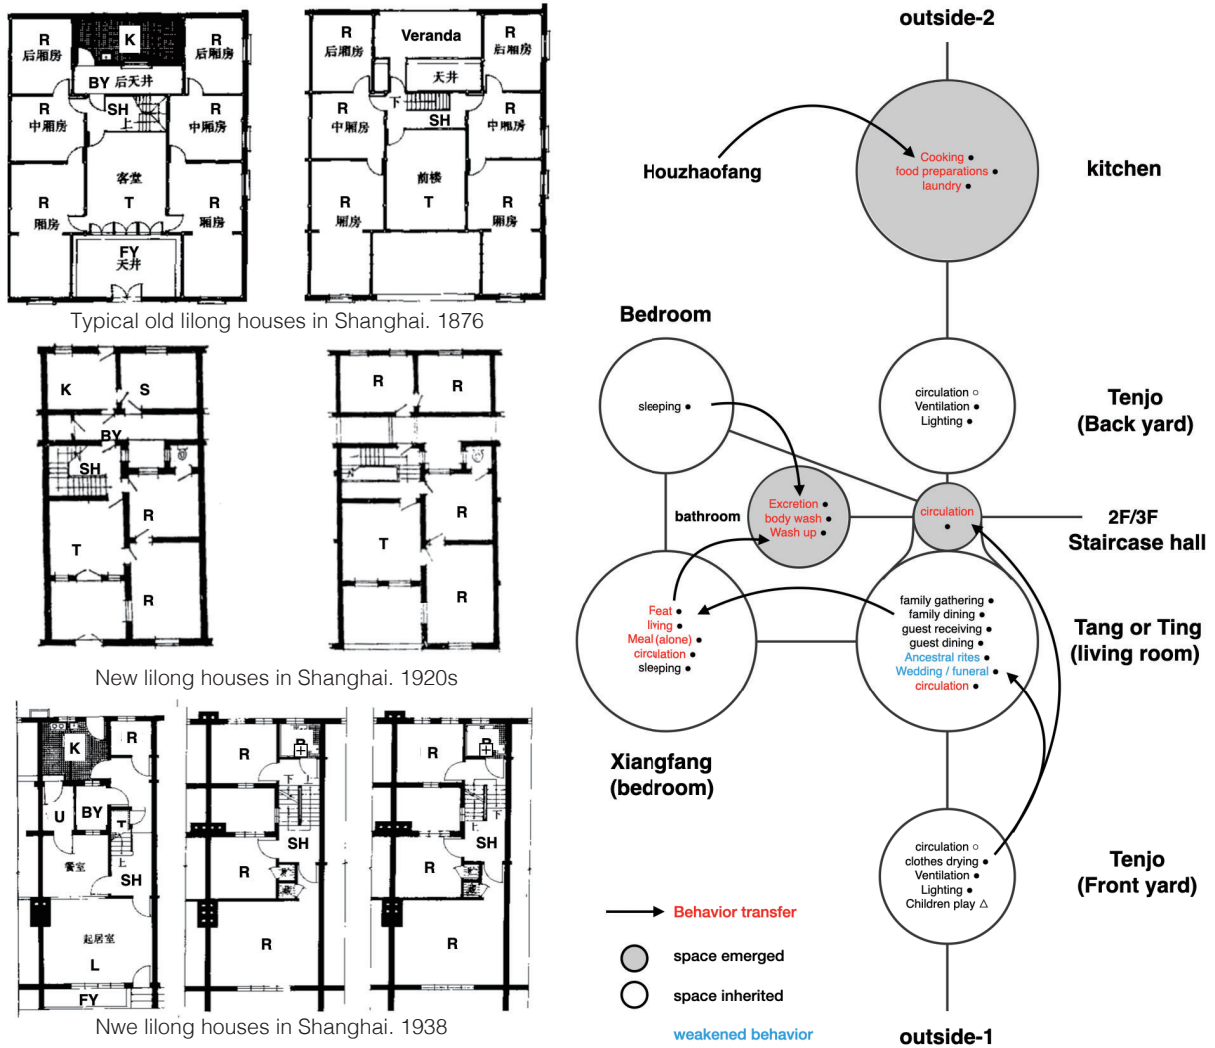 R
后厢房
K
R
后厢房
BY 后天井
R
中厢房
SH
上
R
中厢房
客堂
T
R
厢房
R
厢房
FY
天井
R
后厢房
Veranda
R
后厢房
天井
R
中厢房
下
SH
R
中厢房
前楼
T
R
厢房
R
厢房
Typical old lilong houses in Shanghai. 1876
K
S
BY
SH
R
T
R
R
R
R
T
R
New lilong houses in Shanghai. 1920s
K
R
U
BY
T
上
餐室
SH
起居室
L
FY
R
下
上
SH
R
R
R
下
上
SH
R
R
Nwe lilong houses in Shanghai. 1938
outside-2
Houzhaofang
Cooking
food preparations
laundry
kitchen
Bedroom
sleeping
circulation
Ventilation
Lighting
Tenjo
(Back yard)
bathroom
Excretion
body wash
Wash up
circulation
2F/3F
Staircase hall
Feat
living
Meal (alone)
circulation
sleeping
family gathering
family dining
guest receiving
guest dining
Ancestral rites
Wedding / funeral
circulation
Tang or Ting
(living room)
Xiangfang
(bedroom)
circulation
clothes drying
Ventilation
Lighting
Children play
Tenjo
(Front yard)
Behavior transfer
space emerged
space inherited
weakened behavior
outside-1